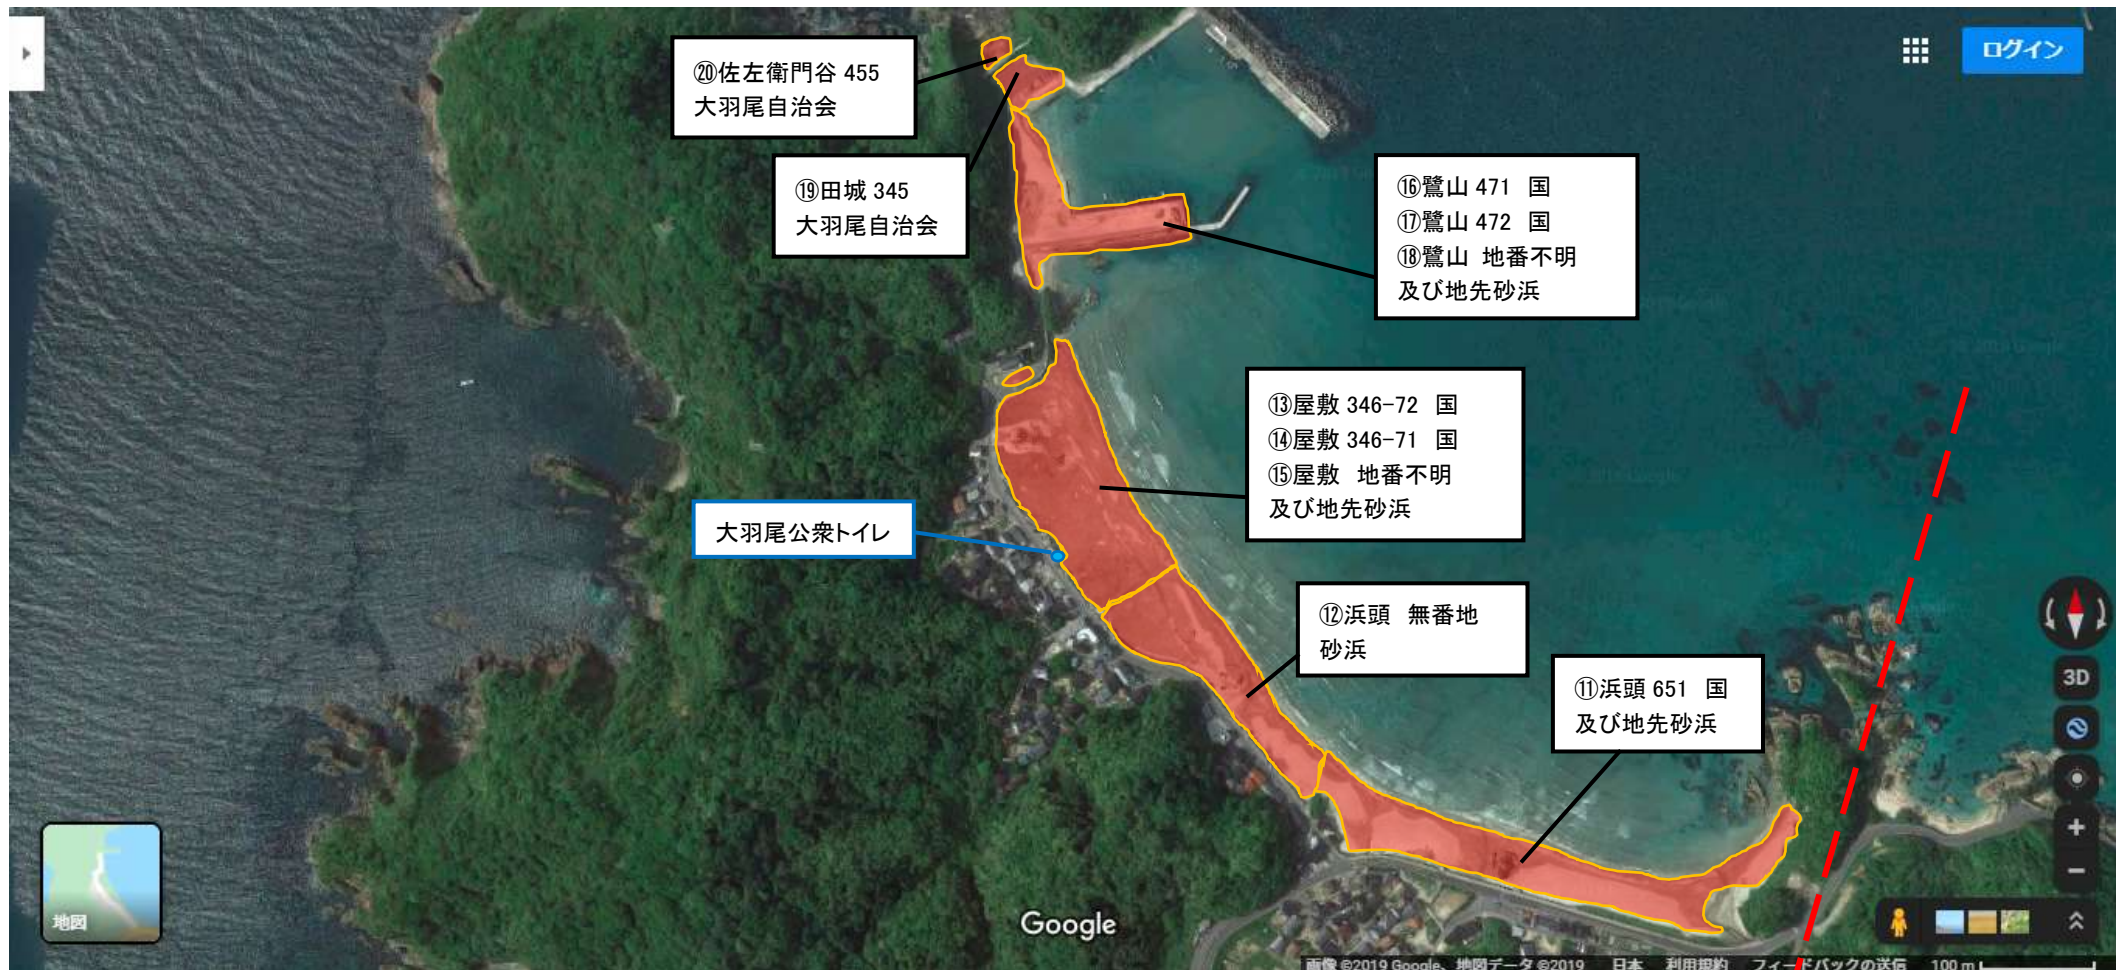 ログイン
⑳佐左衛門谷 455
大羽尾自治会
⑲田城 345
大羽尾自治会
⑯鷺山 471 国
⑰鷺山 472 国
⑱鷺山 地番不明
及び地先砂浜
⑬屋敷 346-72 国
⑭屋敷 346-71 国
⑮屋敷 地番不明
及び地先砂浜
大羽尾公衆トイレ
⑫浜頭 無番地
砂浜
⑪浜頭 651 国
及び地先砂浜
3D
地図
Google
画像 ©2019 Google、地図データ ©2019 日本 利用規約 フィードバックの送信 100 m